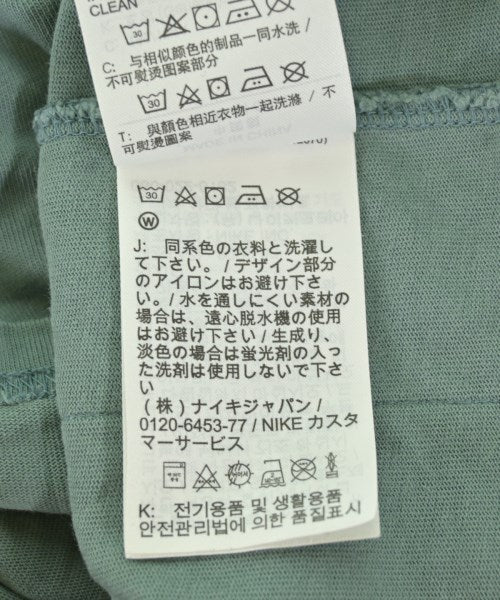 CLEAN
30
C: 与相似颜色的制品一同水洗/
不可熨烫图案部分
30
T: 與顏色相近衣物一起洗滌 / 不
可熨燙圖案
30
W
J: 同系色の衣料と洗濯し
て下さい。/ デザイン部分
のアイロンはお避け下さ
い。/ 水を通しにくい素材の
場合は、遠心脱水機の使用
はお避け下さい / 生成り、
淡色の場合は蛍光剤の入っ
た洗剤は使用しないで下さ
い
(株) ナイキジャパン /
0120-6453-77 / NIKE カスタ
マーサービス
K: 전기용품 및 생활용품
안전관리법에 의한 품질표시